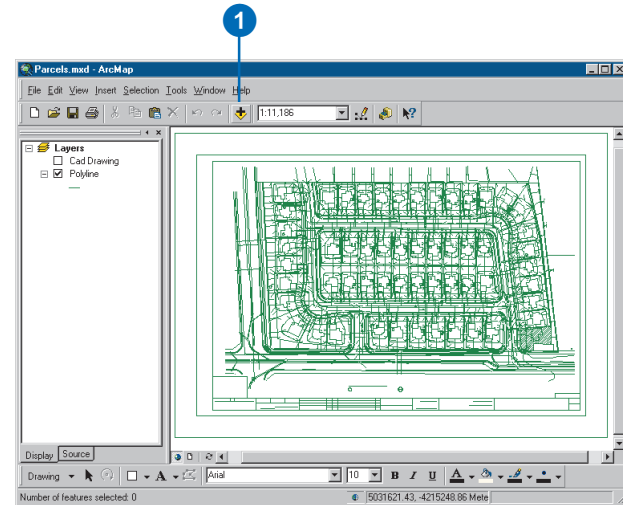 1
Parcels.mxd - ArcMap
File Edit View Insert Selection Tools Window Help
1:11,186
Layers
Cad Drawing
Polyline
Display Source
Drawing A Arial 10 B I U A
Number of features selected: 0 5031621.43, -4215248.86 Mete